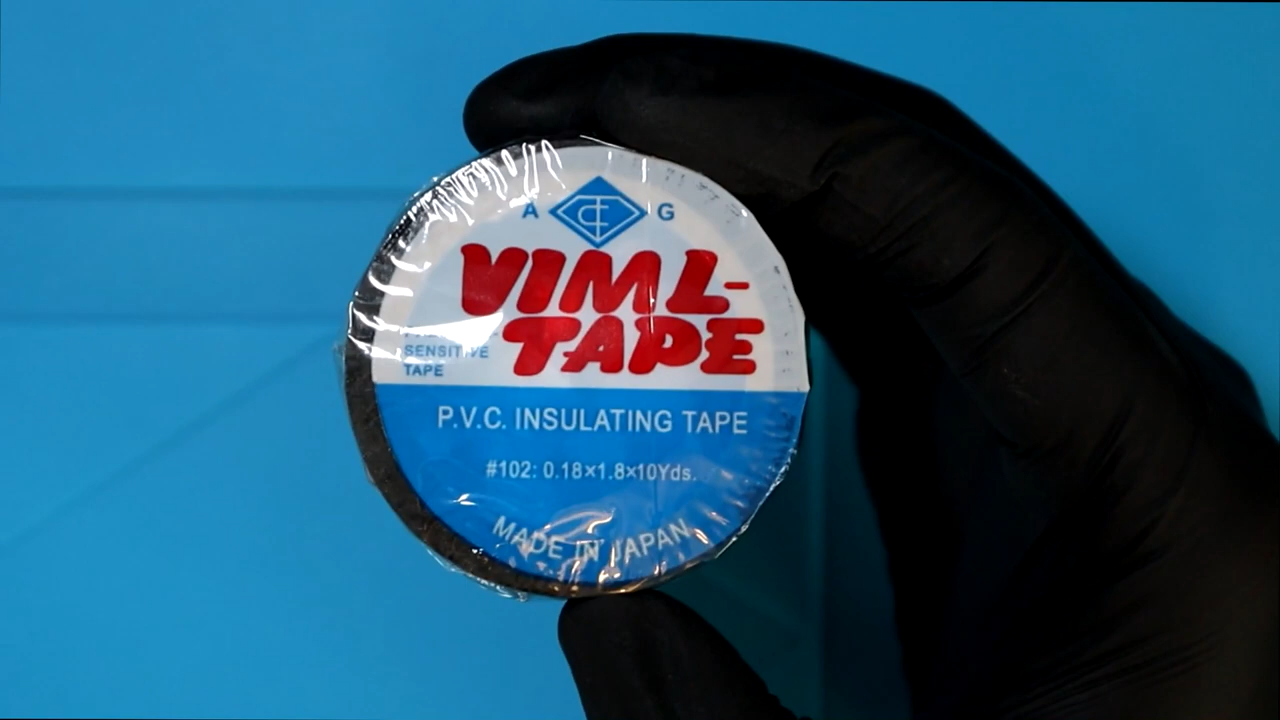 A G
VIML-
TAPE
SENSITIVE
TAPE
P.V.C. INSULATING TAPE
#102: 0.18×1.8×10Yds.
MADE IN JAPAN